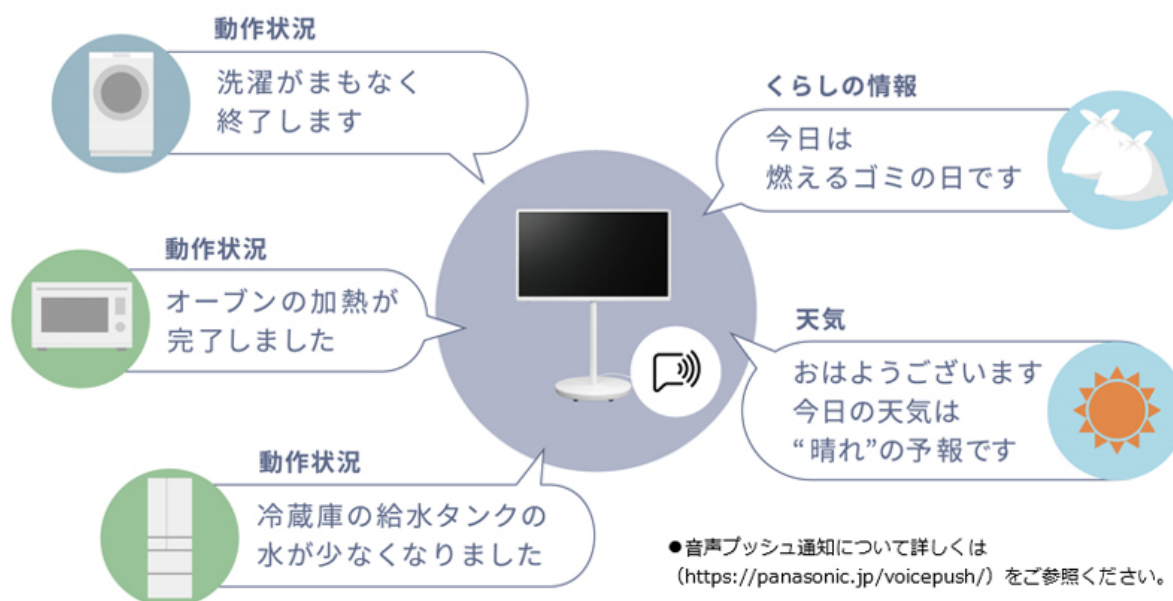 動作状況
洗濯がまもなく
終了します
動作状況
オーブンの加熱が
完了しました
動作状況
冷蔵庫の給水タンクの
水が少なくなりました
くらしの情報
今日は
燃えるゴミの日です
天気
おはようございます
今日の天気は
“晴れ”の予報です
●音声プッシュ通知について詳しくは
（https://panasonic.jp/voicepush/）をご参照ください。